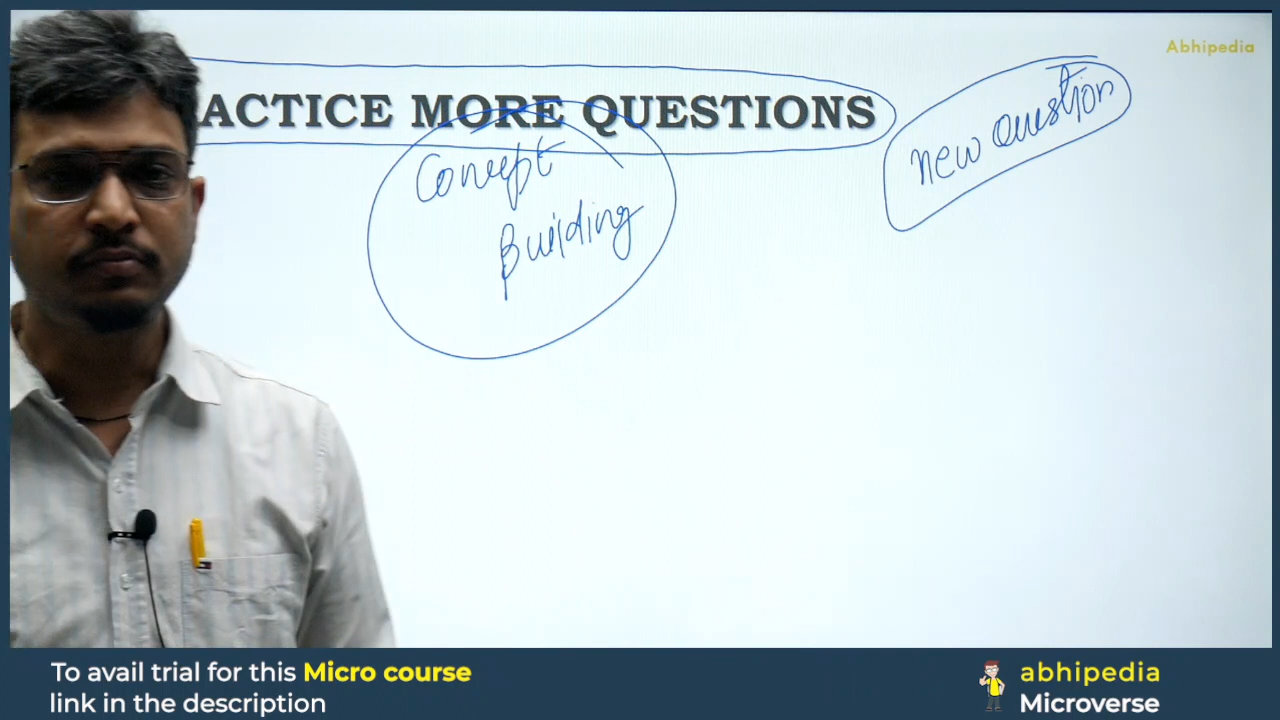 Abhipedia
ACTICE MORE QUESTIONS
new question
Concept
Building
To avail trial for this Micro course
link in the description
abhipedia
Microverse